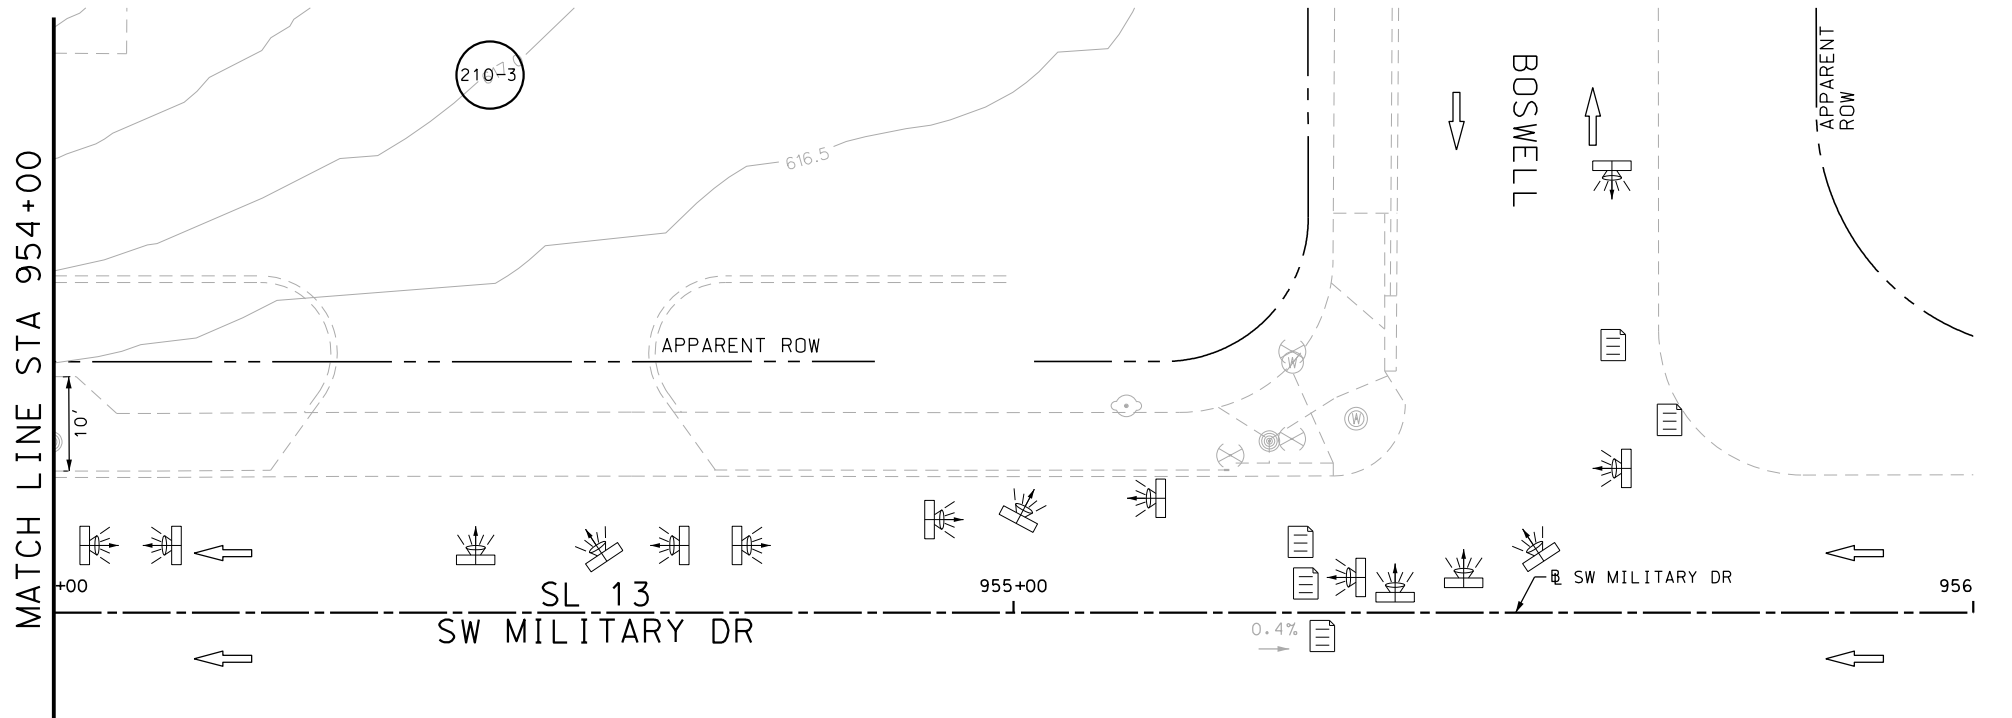 MATCH LINE STA 954+00
210-3
616.5
BOSWELL
APPARENT
ROW
APPARENT ROW
10'
W
W
+00
SL 13
955+00
℄ SW MILITARY DR
956
SW MILITARY DR
0.4%